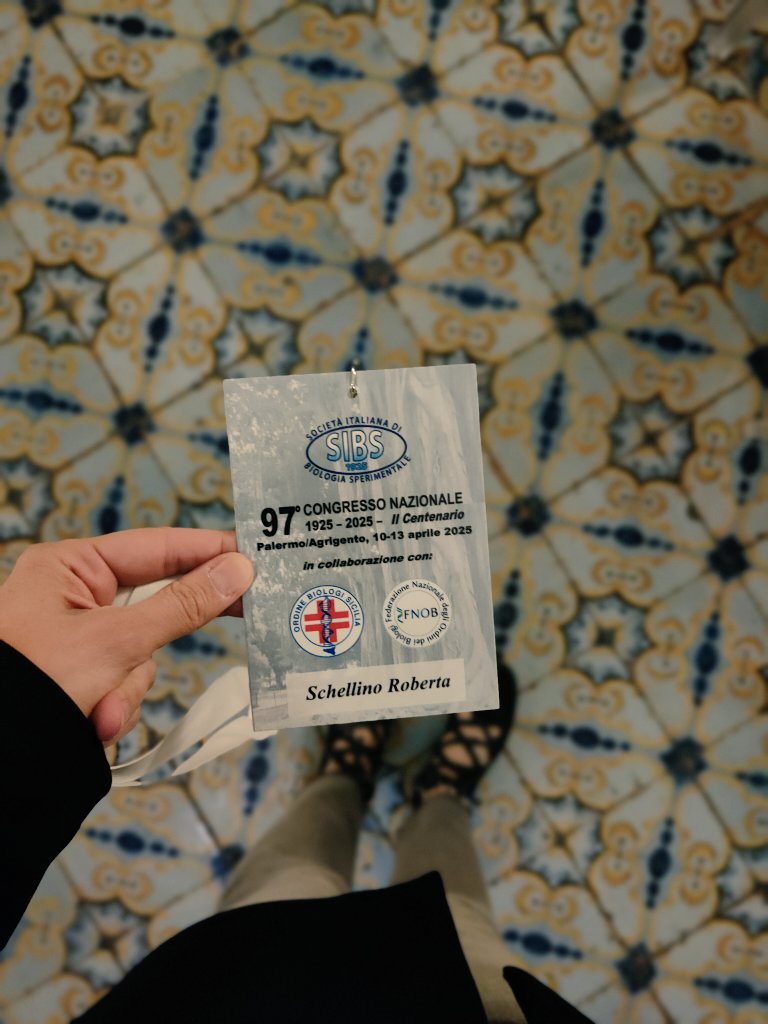 SOCIETÀ ITALIANA DI
SIBS
1925
BIOLOGIA SPERIMENTALE
97° CONGRESSO NAZIONALE
1925 - 2025 - II Centenario
Palermo/Agrigento, 10-13 aprile 2025
in collaborazione con:
ORDINE BIOLOGI SICILIA
Federazione Nazionale degli Ordini dei Biologi
FNOB
Schellino Roberta